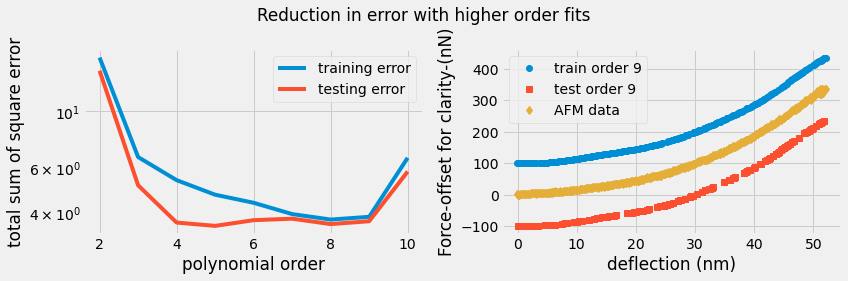 Reduction in error with higher order fits
total sum of square error
10¹
6 × 10⁰
4 × 10⁰
training error
testing error
2
4
6
8
10
polynomial order
Force-offset for clarity-(nN)
400
300
200
100
0
−100
train order 9
test order 9
AFM data
0
10
20
30
40
50
deflection (nm)